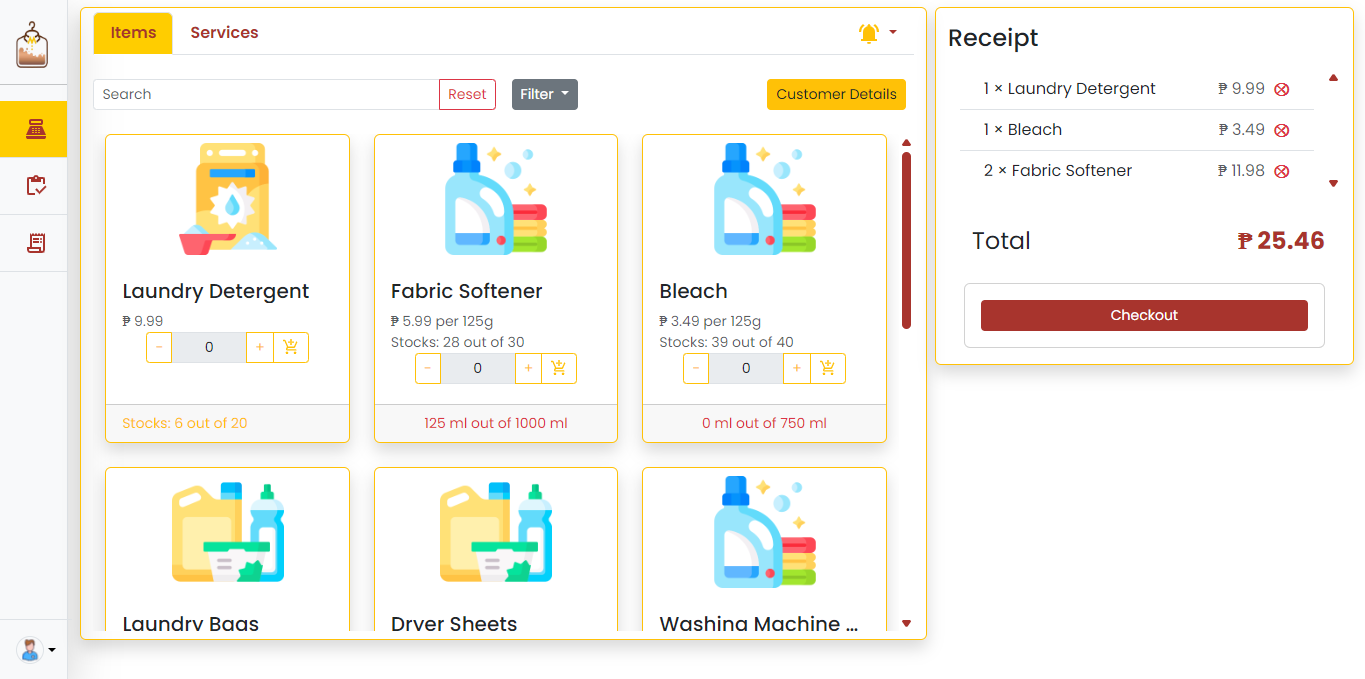 Items
Services
Search
Reset
Filter
Customer Details
Laundry Detergent
₱ 9.99
-
0
+
Stocks: 6 out of 20
Fabric Softener
₱ 5.99 per 125g
Stocks: 28 out of 30
-
0
+
125 ml out of 1000 ml
Bleach
₱ 3.49 per 125g
Stocks: 39 out of 40
-
0
+
0 ml out of 750 ml
Laundry Bags
Dryer Sheets
Washing Machine ...
Receipt
1 × Laundry Detergent ₱ 9.99
1 × Bleach ₱ 3.49
2 × Fabric Softener ₱ 11.98
Total ₱ 25.46
Checkout